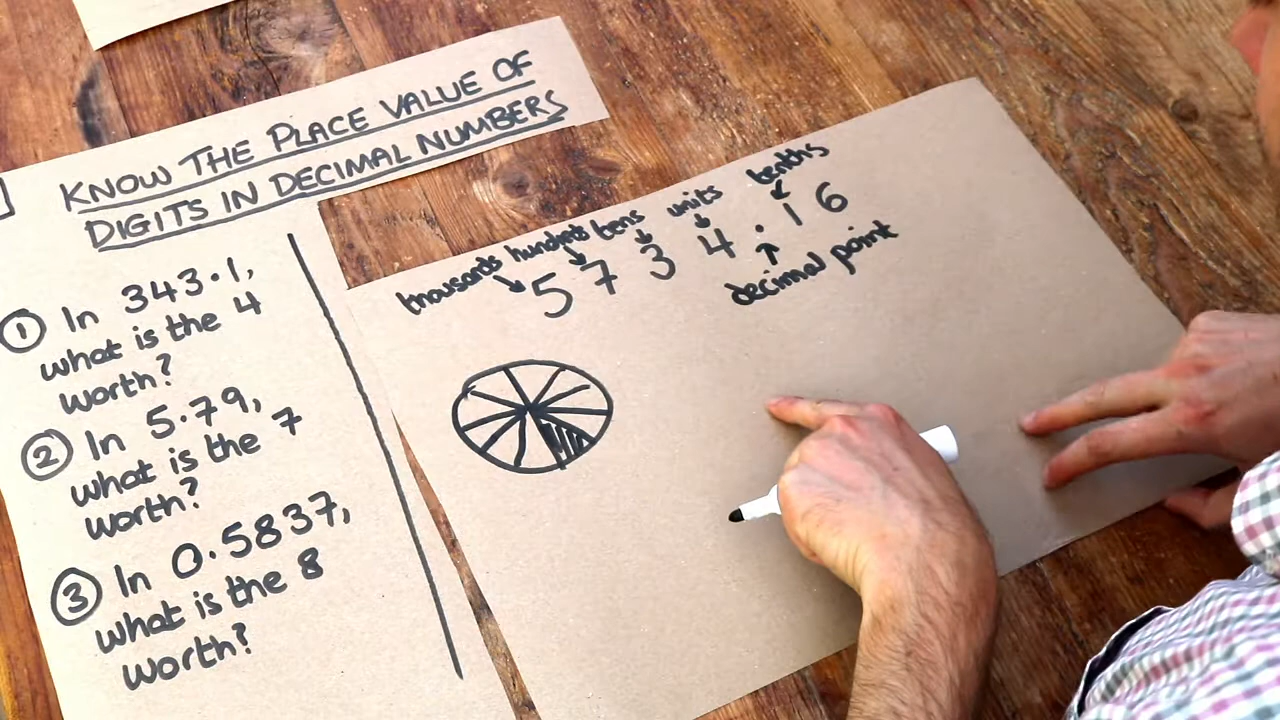 KNOW THE PLACE VALUE OF
DIGITS IN DECIMAL NUMBERS
① In 343·1,
what is the 4
worth?
② In 5·79,
what is the 7
worth?
③ In 0·5837,
what is the 8
worth?
thousands hundreds tens units tenths
5 7 3 4 · 1 6
decimal point